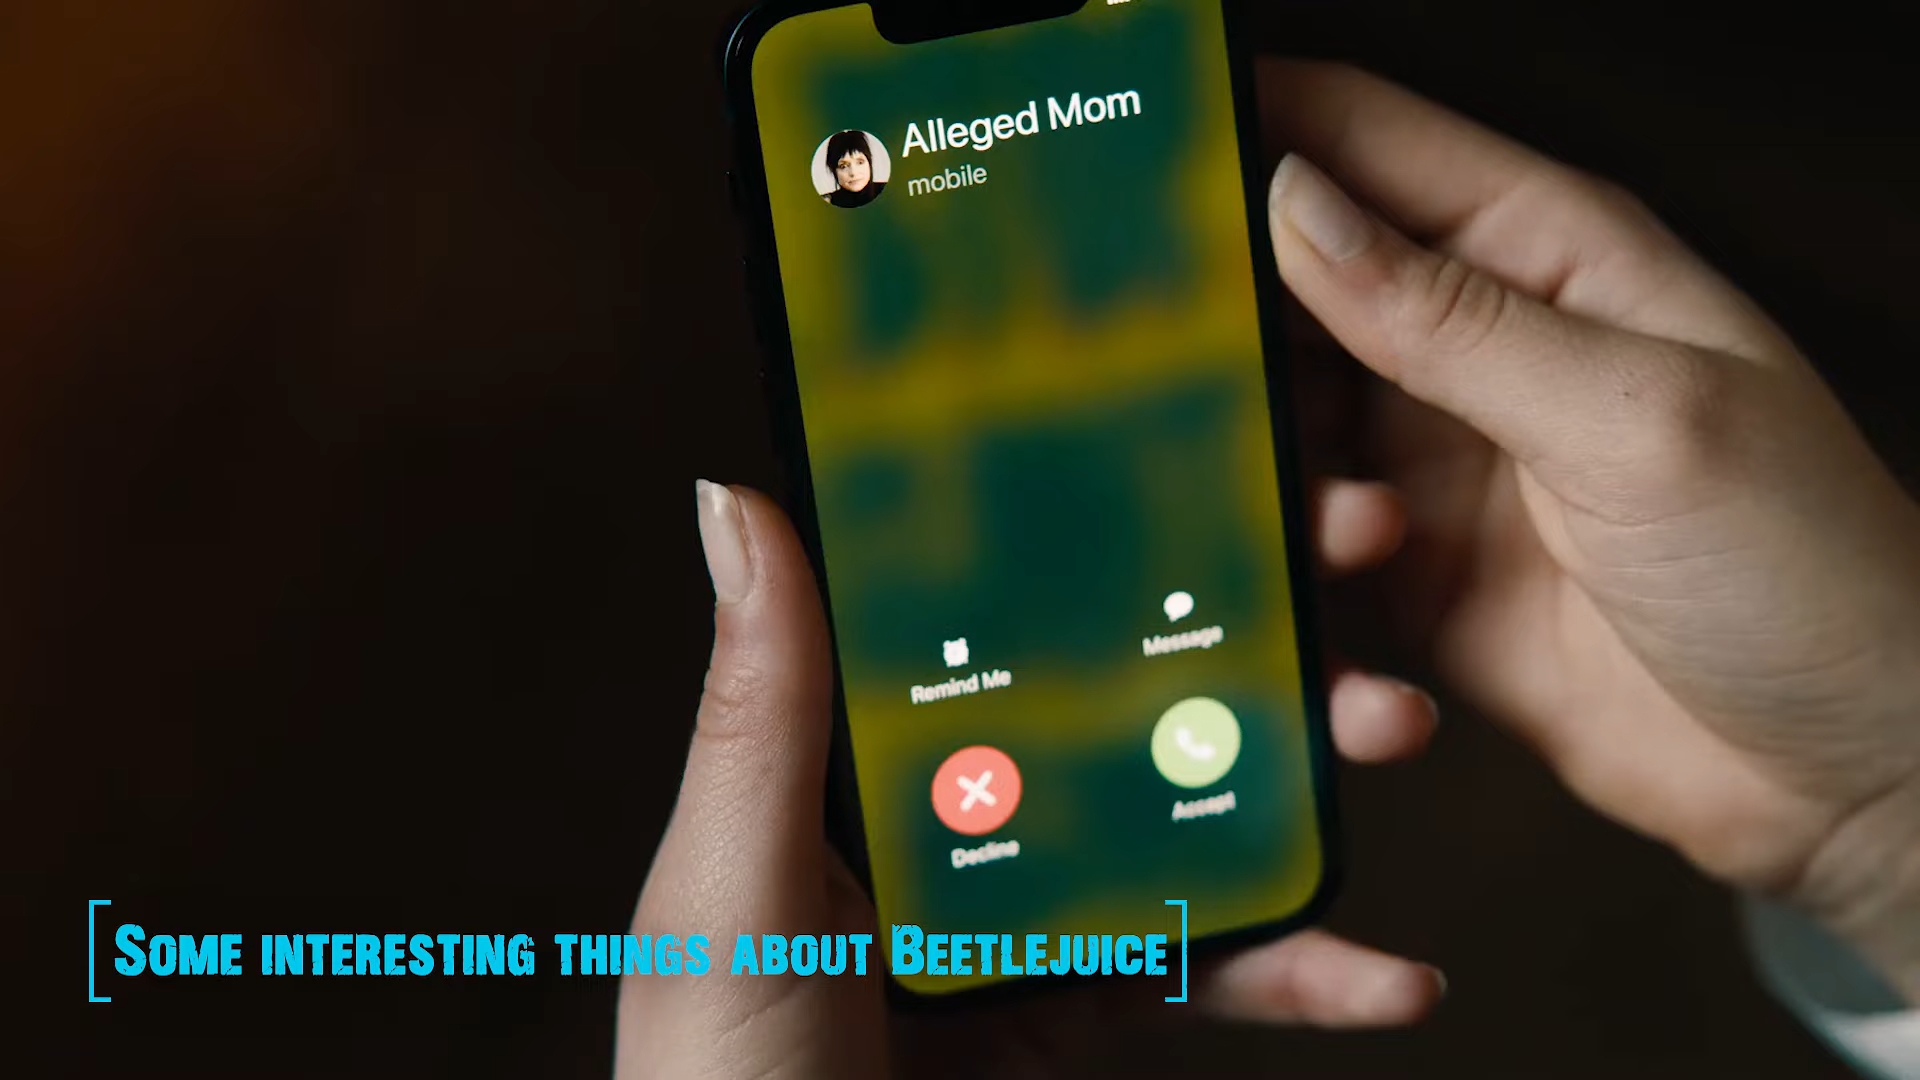 Alleged Mom
mobile
Message
Remind Me
Accept
Decline
Some interesting things about Beetlejuice